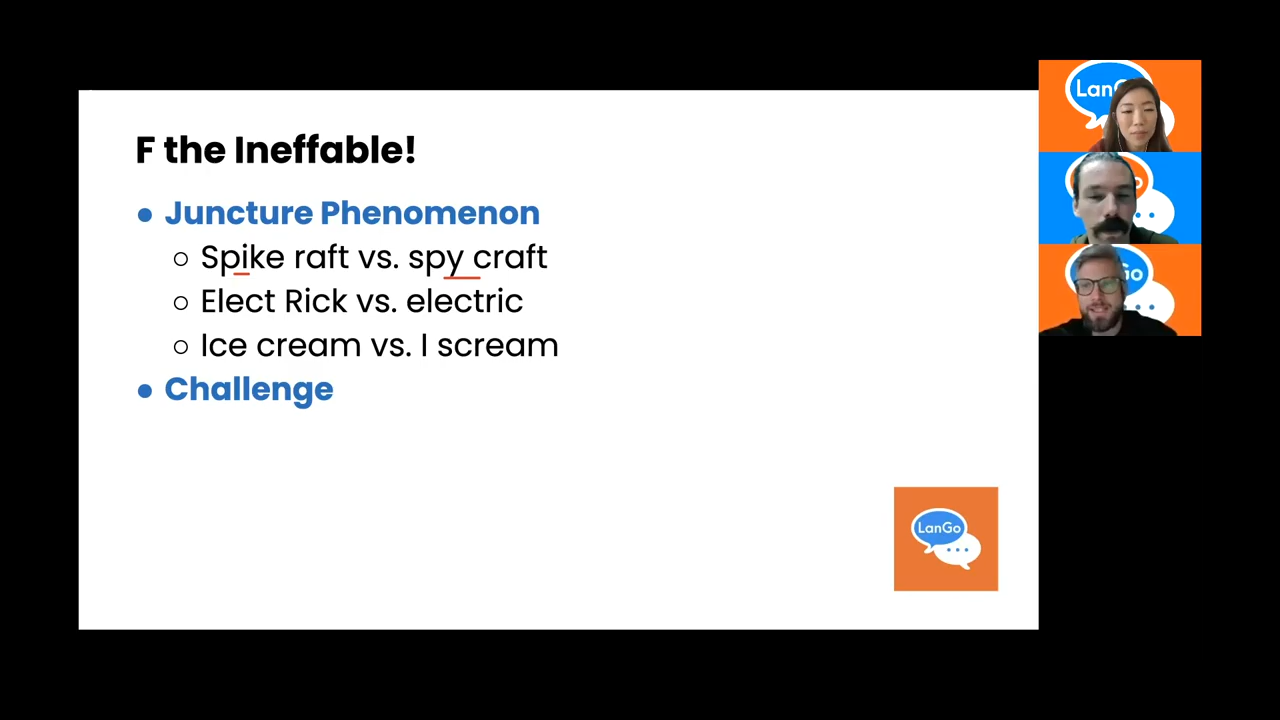 F the Ineffable!
● Juncture Phenomenon
○ Spike raft vs. spy craft
○ Elect Rick vs. electric
○ Ice cream vs. I scream
● Challenge
LanGo